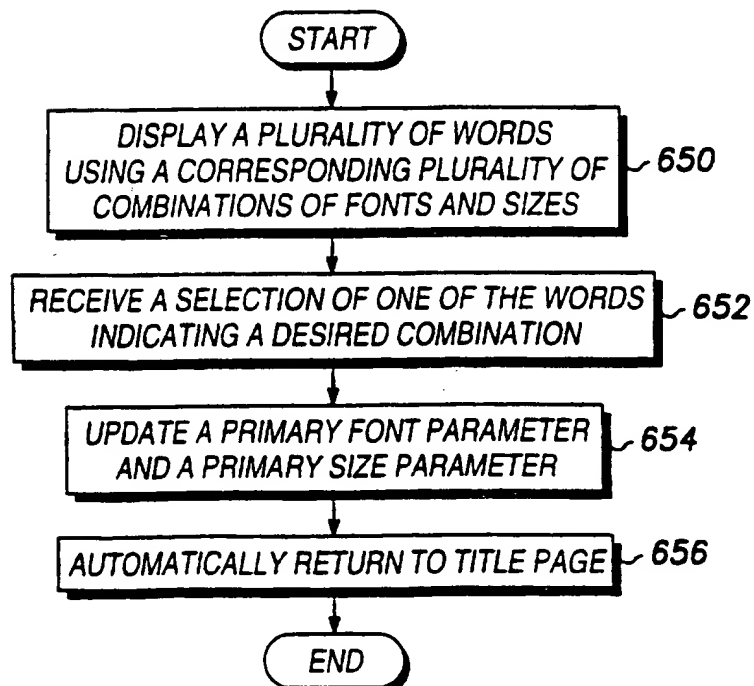 START
DISPLAY A PLURALITY OF WORDS
USING A CORRESPONDING PLURALITY OF
COMBINATIONS OF FONTS AND SIZES
650
RECEIVE A SELECTION OF ONE OF THE WORDS
INDICATING A DESIRED COMBINATION
652
UPDATE A PRIMARY FONT PARAMETER
AND A PRIMARY SIZE PARAMETER
654
AUTOMATICALLY RETURN TO TITLE PAGE
656
END